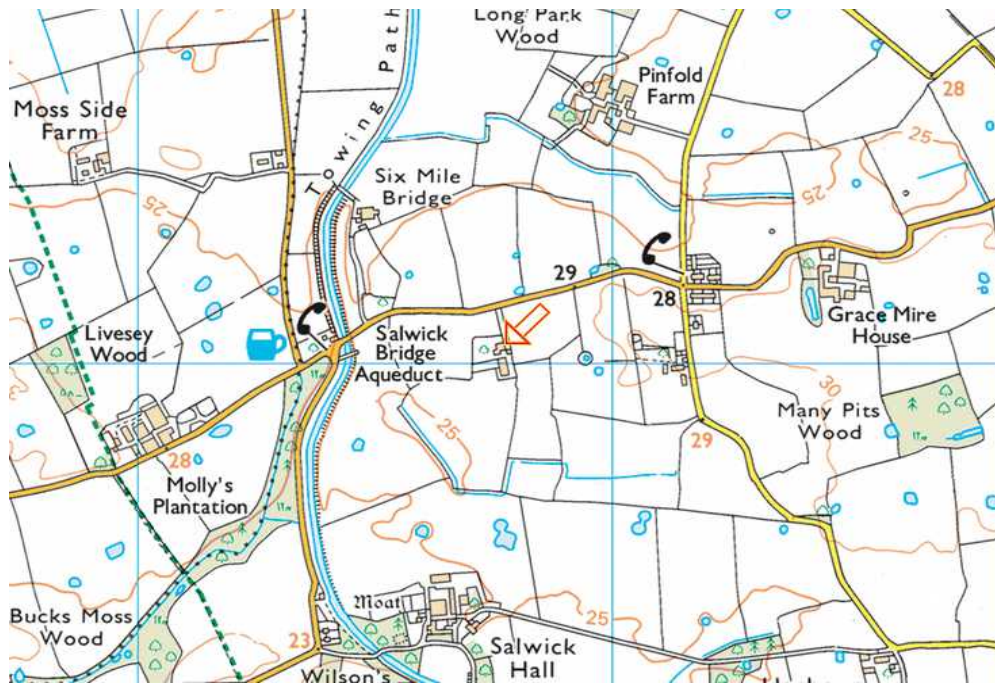 Long Park
Wood
Pinfold
Farm
28
25
Moss Side
Farm
Towing Path
Six Mile
Bridge
25
25
29
28
Grace Mire
House
Livesey
Wood
Salwick
Bridge
Aqueduct
30
Many Pits
Wood
25
29
28
Molly's
Plantation
Bucks Moss
Wood
Moat
25
23
Salwick
Hall
Wilson's